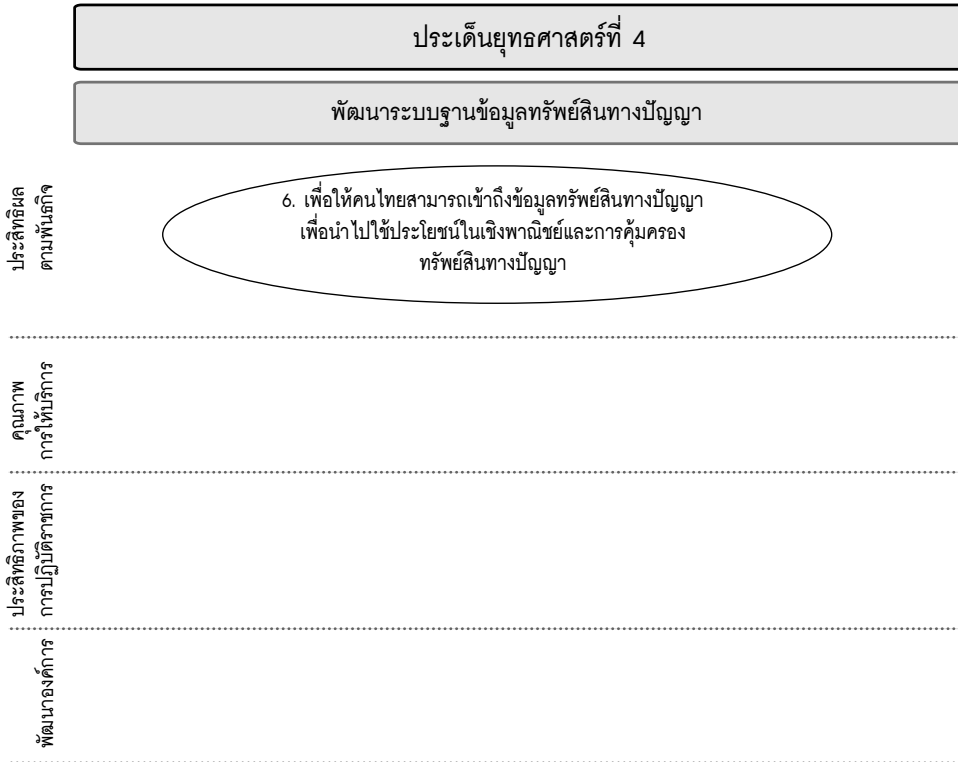 ประเด็นยุทธศาสตร์ที่ 4
พัฒนาระบบฐานข้อมูลทรัพย์สินทางปัญญา
ประสิทธิผล
ตามพันธกิจ
6. เพื่อให้คนไทยสามารถเข้าถึงข้อมูลทรัพย์สินทางปัญญา
เพื่อนำไปใช้ประโยชน์ในเชิงพาณิชย์และการคุ้มครอง
ทรัพย์สินทางปัญญา
คุณภาพ
การให้บริการ
ประสิทธิภาพของ
การปฏิบัติราชการ
พัฒนาองค์การ